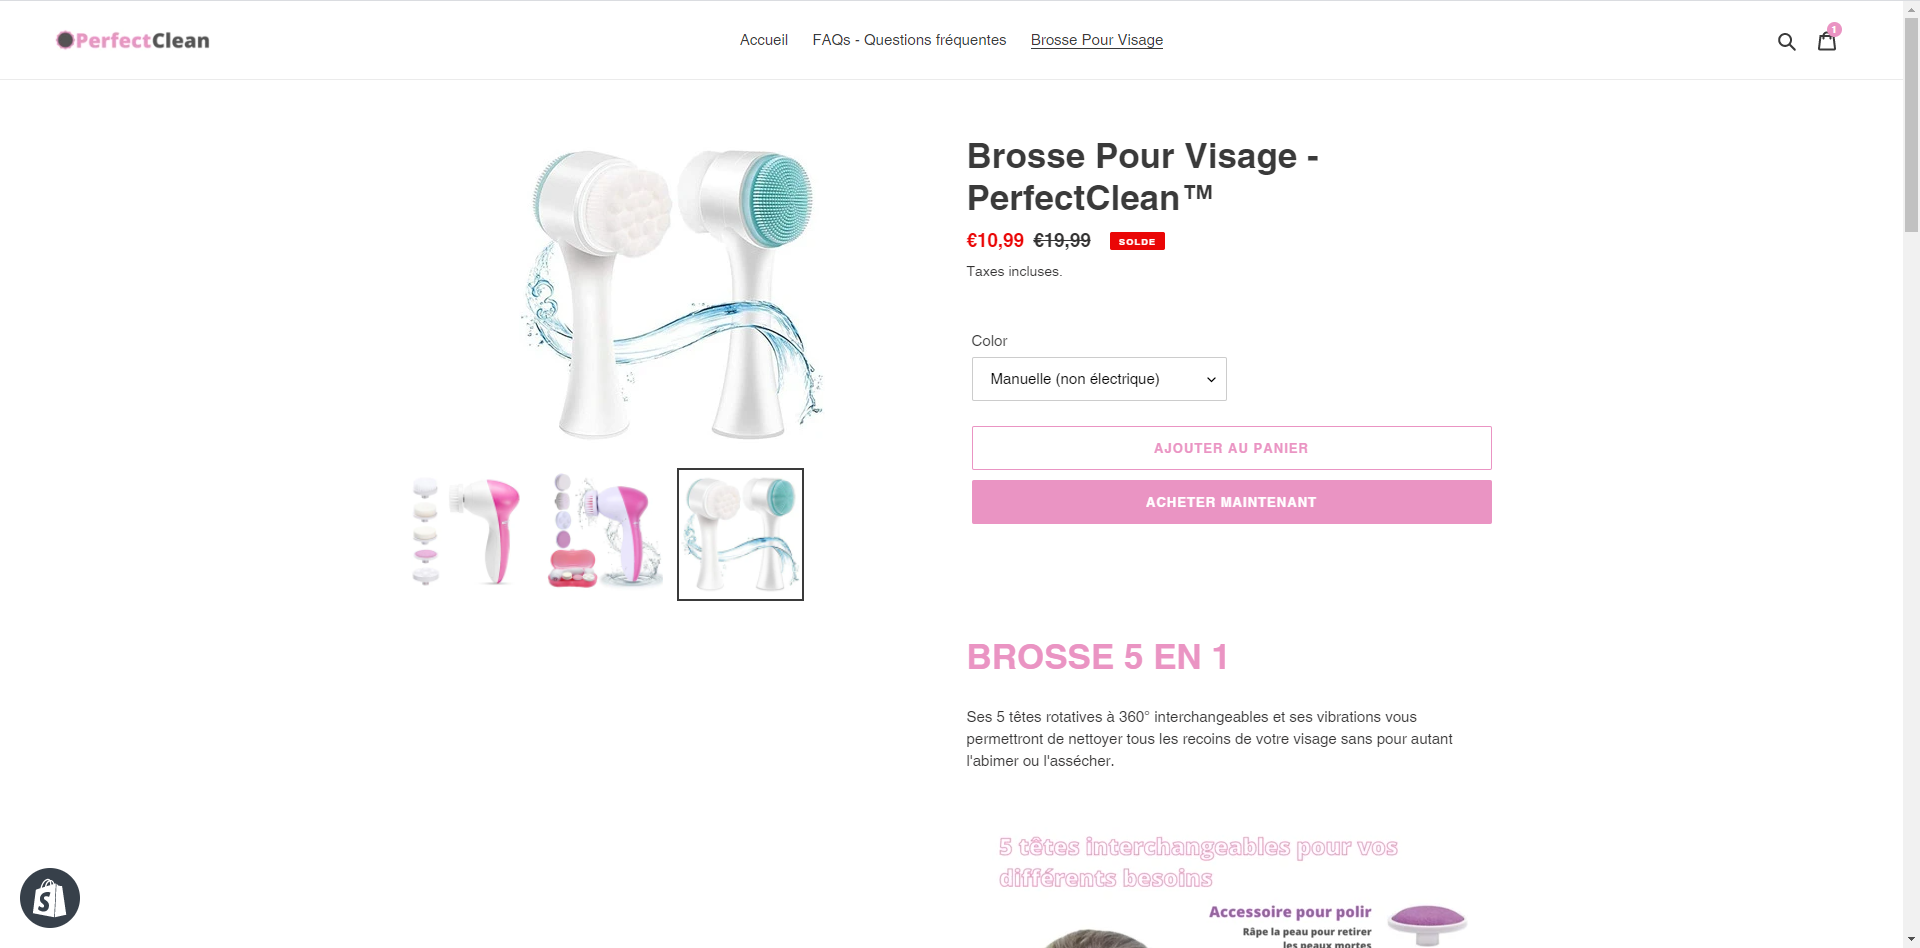 PerfectClean
Accueil
FAQs - Questions fréquentes
Brosse Pour Visage
1
Brosse Pour Visage -
PerfectClean™
€10,99 €19,99 SOLDE
Taxes incluses.
Color
Manuelle (non électrique)
AJOUTER AU PANIER
ACHETER MAINTENANT
BROSSE 5 EN 1
Ses 5 têtes rotatives à 360° interchangeables et ses vibrations vous
permettront de nettoyer tous les recoins de votre visage sans pour autant
l'abimer ou l'assécher.
5 têtes interchangeables pour vos
différents besoins
Accessoire pour polir
Râpe la peau pour retirer
les peaux mortes